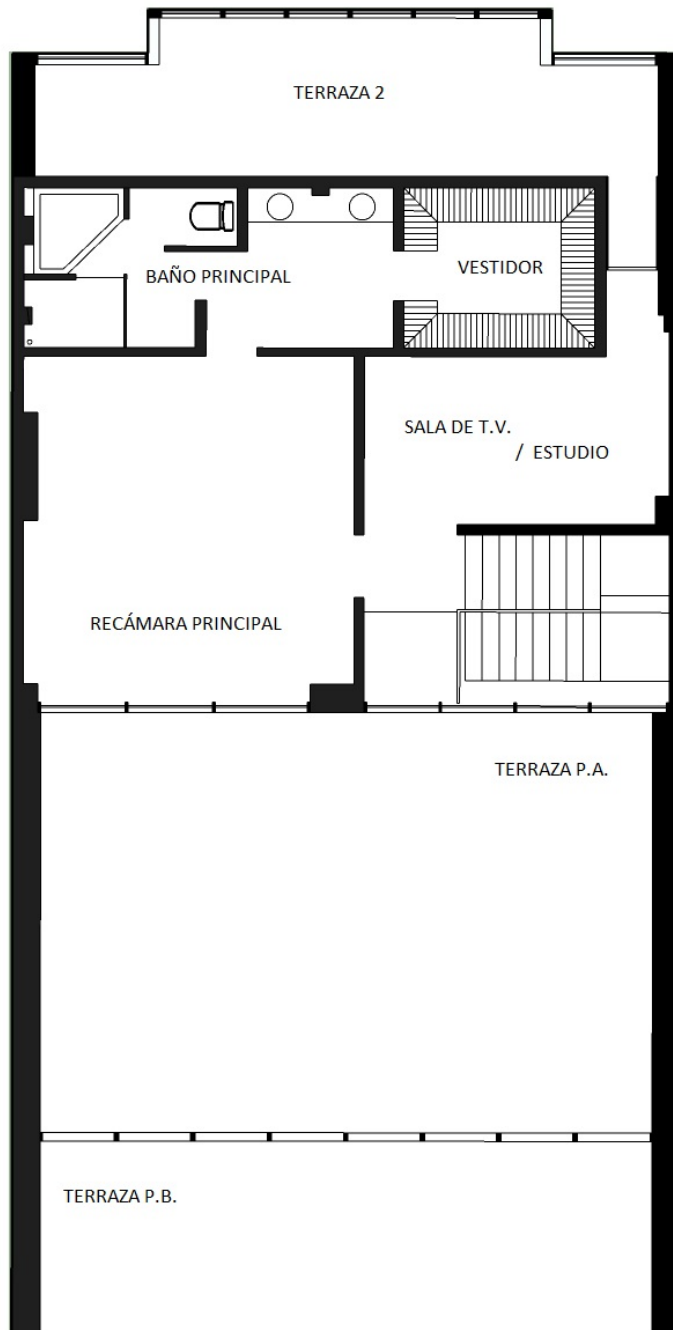 TERRAZA 2
BAÑO PRINCIPAL
VESTIDOR
SALA DE T.V.
/ ESTUDIO
RECÁMARA PRINCIPAL
TERRAZA P.A.
TERRAZA P.B.